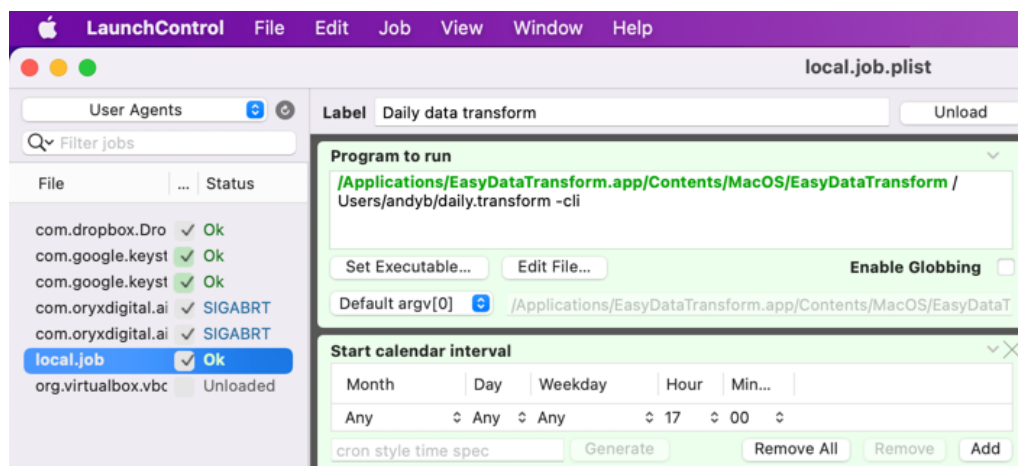 LaunchControl File Edit Job View Window Help
local.job.plist
User Agents
Label Daily data transform Unload
Filter jobs
Program to run
File ... Status
/Applications/EasyDataTransform.app/Contents/MacOS/EasyDataTransform /
Users/andyb/daily.transform -cli
com.dropbox.Dro Ok
com.google.keyst Ok
com.google.keyst Ok
com.oryxdigital.ai SIGABRT
com.oryxdigital.ai SIGABRT
local.job Ok
org.virtualbox.vbc Unloaded
Set Executable... Edit File... Enable Globbing
Default argv[0] /Applications/EasyDataTransform.app/Contents/MacOS/EasyDataT
Start calendar interval
Month Day Weekday Hour Min...
Any Any Any 17 00
cron style time spec Generate Remove All Remove Add